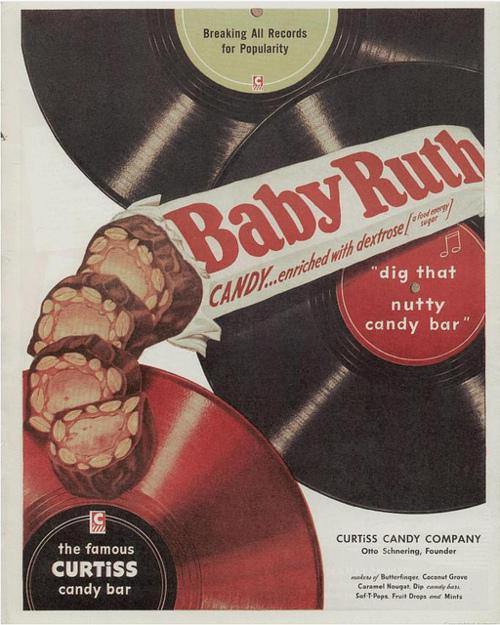 Breaking All Records
for Popularity
C
Baby Ruth
CANDY...enriched with dextrose [a food energy sugar]
"dig that
nutty
candy bar"
C
the famous
CURTiSS
candy bar
CURTiSS CANDY COMPANY
Otto Schnering, Founder
makers of Butterfinger, Coconut Grove
Caramel Nougat, Dip candy bars,
Saf-T-Pops, Fruit Drops and Mints